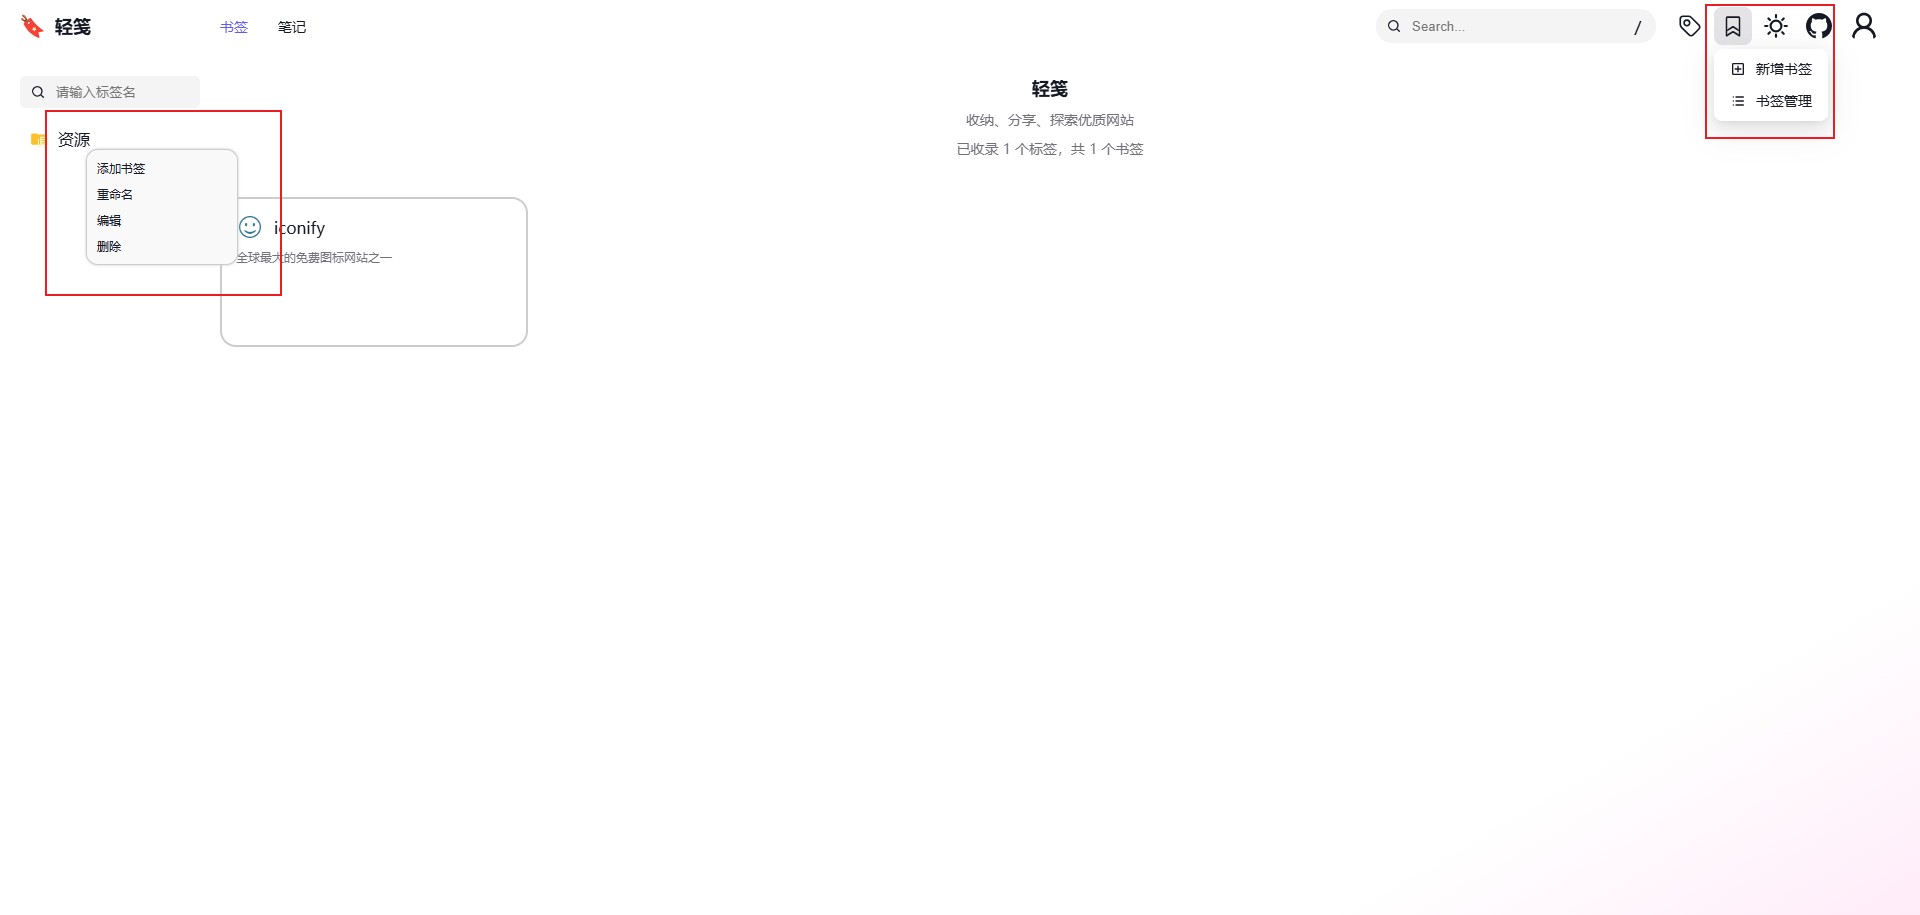 轻笺
书签
笔记
Search...
/
新增书签
书签管理
请输入标签名
资源
添加书签
重命名
编辑
删除
轻笺
收纳、分享、探索优质网站
已收录 1 个标签，共 1 个书签
iconify
全球最大的免费图标网站之一